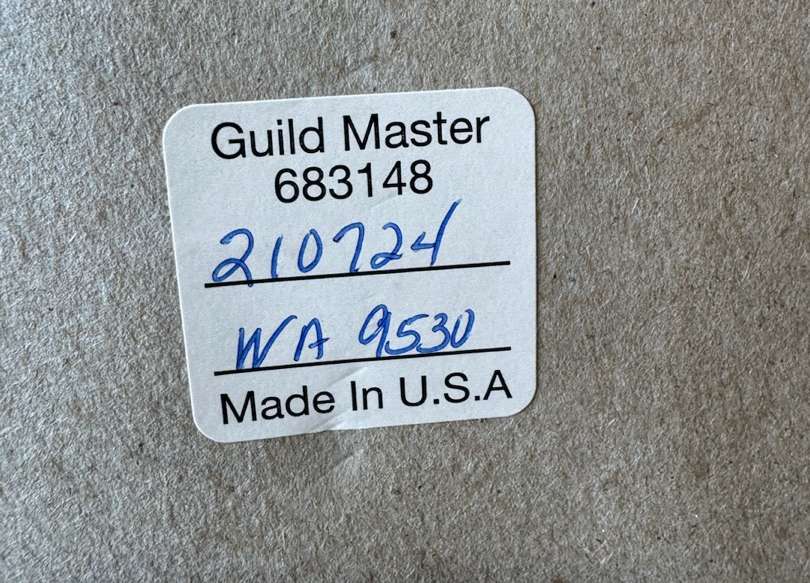 Guild Master
683148
210724
WA 9530
Made In U.S.A